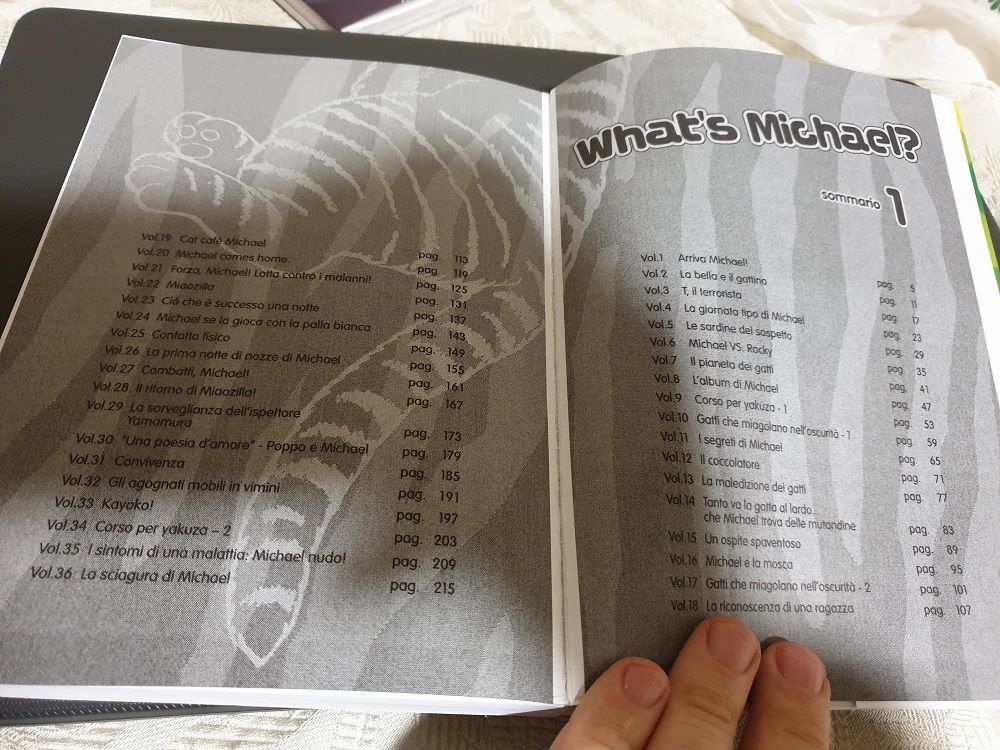 What's Michael?
sommario 1
Vol.1 Arriva Michael! pag. 5
Vol.2 La bella e il gattino pag. 11
Vol.3 T, il terrorista pag. 17
Vol.4 La giornata tipo di Michael pag. 23
Vol.5 Le sardine del sospetto pag. 29
Vol.6 Michael VS. Rocky pag. 35
Vol.7 Il pianeta dei gatti pag. 41
Vol.8 L'album di Michael pag. 47
Vol.9 Corso per yakuza - 1 pag. 53
Vol.10 Gatti che miagolano nell'oscurità - 1 pag. 59
Vol.11 I segreti di Michael pag. 65
Vol.12 Il coccolatore pag. 71
Vol.13 La maledizione dei gatti pag. 77
Vol.14 Tanto va la gatta al lardo...
che Michael trova delle mutandine pag. 83
Vol.15 Un ospite spaventoso pag. 89
Vol.16 Michael e la mosca pag. 95
Vol.17 Gatti che miagolano nell'oscurità - 2 pag. 101
Vol.18 La riconoscenza di una ragazza pag. 107
Vol.19 Cat cafè Michael pag. 113
Vol.20 Michael comes home. pag. 119
Vol.21 Forza, Michael! Lotta contro i malanni! pag. 125
Vol.22 Miaozilla pag. 131
Vol.23 Ciò che è successo una notte pag. 137
Vol.24 Michael se la gioca con la palla bianca pag. 143
Vol.25 Contatto fisico pag. 149
Vol.26 La prima notte di nozze di Michael pag. 155
Vol.27 Combatti, Michael! pag. 161
Vol.28 Il ritorno di Miaozilla! pag. 167
Vol.29 La sorveglianza dell'ispettore
Yamamura pag. 173
Vol.30 "Una poesia d'amore" - Poppo e Michael pag. 179
Vol.31 Convivenza pag. 185
Vol.32 Gli agognati mobili in vimini pag. 191
Vol.33 Kayoko! pag. 197
Vol.34 Corso per yakuza – 2 pag. 203
Vol.35 I sintomi di una malattia: Michael nudo! pag. 209
Vol.36 La sciagura di Michael pag. 215